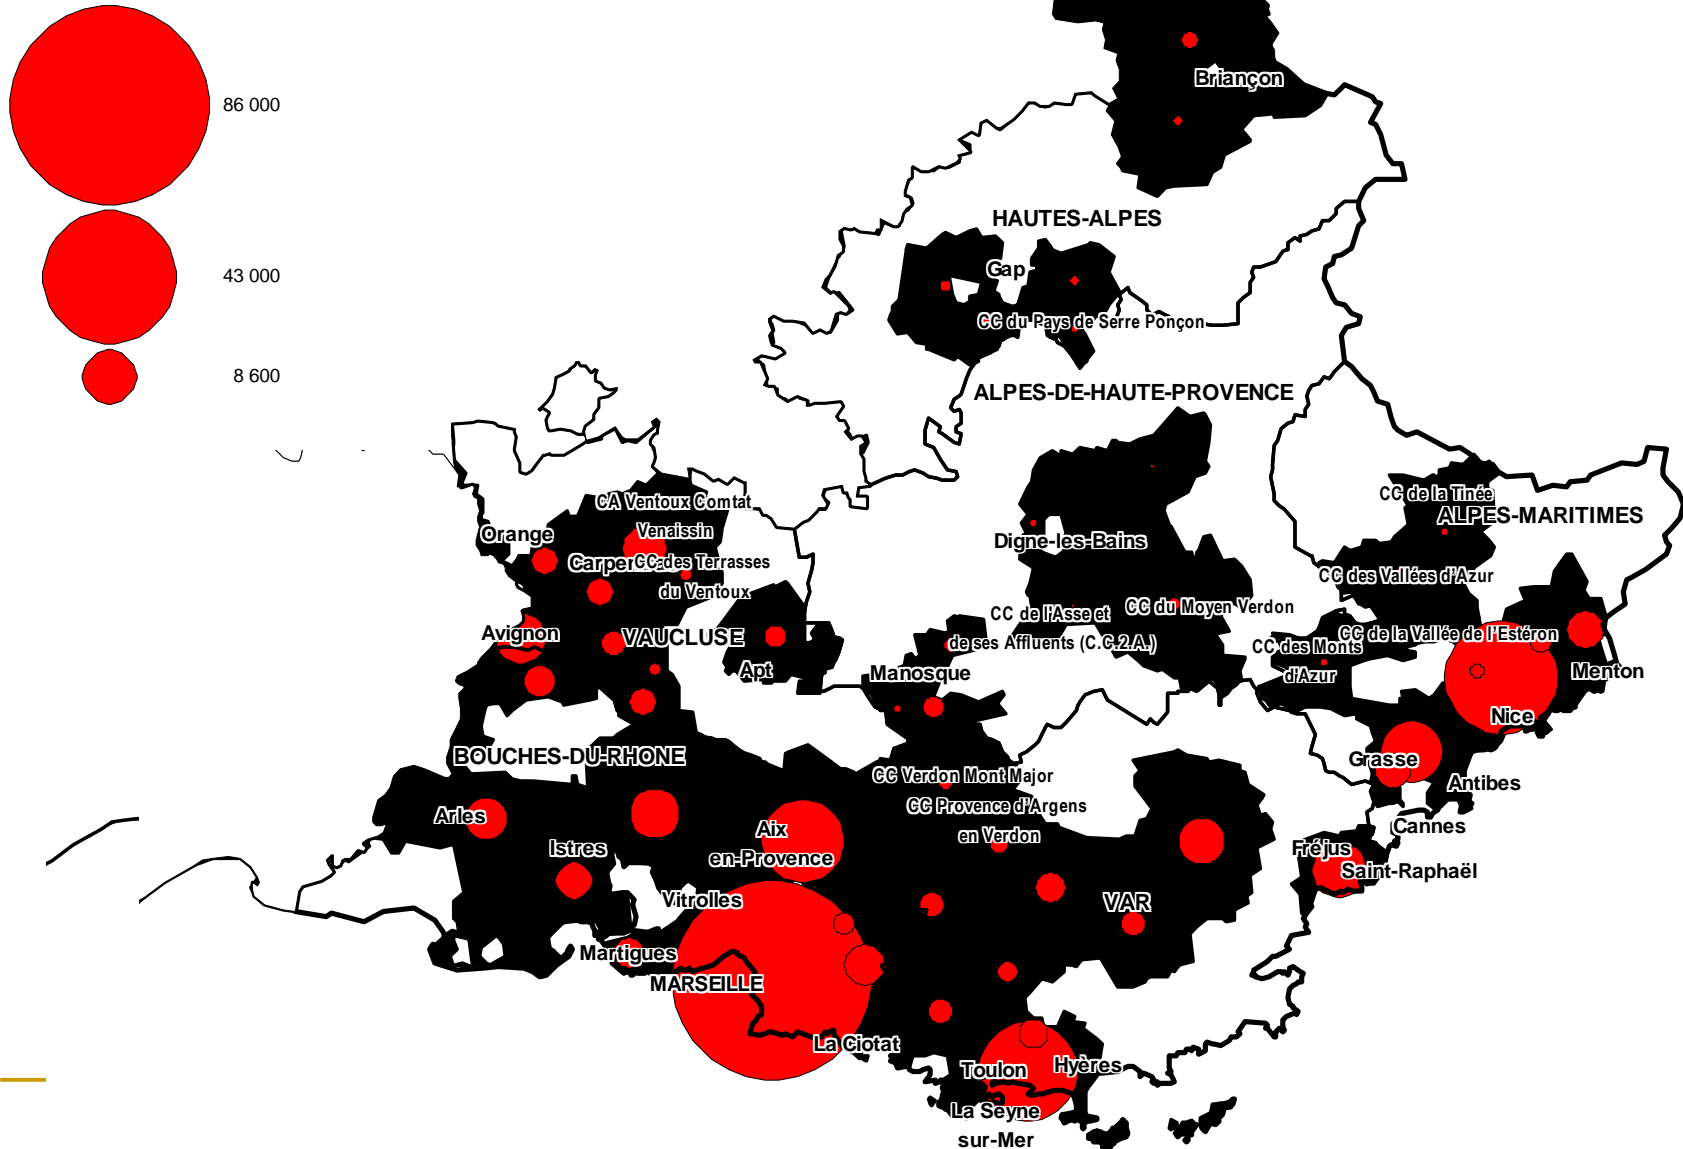 86 000
43 000
8 600
Briançon
HAUTES-ALPES
Gap
CC du Pays de Serre Ponçon
ALPES-DE-HAUTE-PROVENCE
CA Ventoux Comtat
Venaissin
Orange
CC des Terrasses
du Ventoux
Avignon
VAUCLUSE
Apt
Digne-les-Bains
CC de l'Asse et
de ses Affluents (C.C.2.A.)
CC du Moyen Verdon
Manosque
CC de la Tinée
ALPES-MARITIMES
CC des Vallées d'Azur
CC de la Vallée de l'Estéron
CC des Monts
d'Azur
Menton
Nice
Grasse
Antibes
Cannes
Fréjus
Saint-Raphaël
BOUCHES-DU-RHONE
CC Verdon Mont Major
CC Provence d'Argens
en Verdon
Arles
Istres
Aix
en-Provence
Vitrolles
VAR
Martigues
MARSEILLE
La Ciotat
Toulon
Hyères
La Seyne
sur-Mer